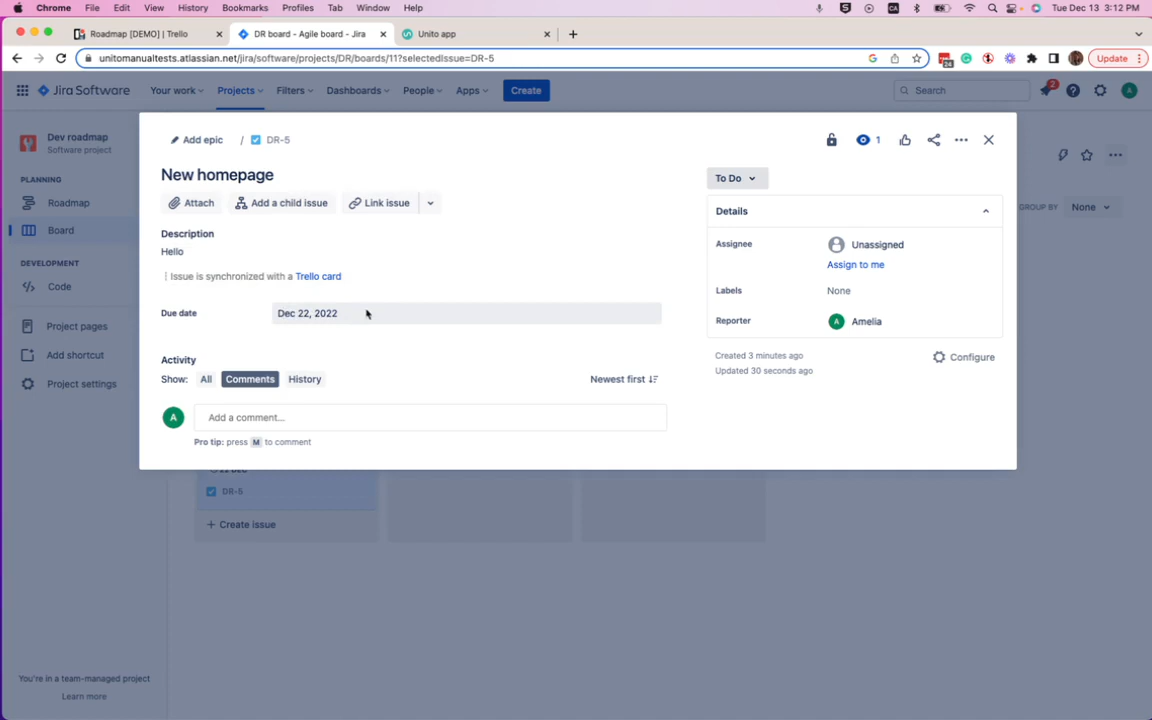 Chrome File Edit View History Bookmarks Profiles Tab Window Help CA Tue Dec 13 3:12 PM
Roadmap [DEMO] | Trello DR board - Agile board - Jira Unito app
unitomanualtests.atlassian.net/jira/software/projects/DR/boards/11?selectedIssue=DR-5 Update
Jira Software Your work Projects Filters Dashboards People Apps Create Search 2 A
Dev roadmap
Software project
PLANNING
Roadmap
Board
DEVELOPMENT
Code
Project pages
Add shortcut
Project settings
You're in a team-managed project
Learn more
GROUP BY None
Add epic / DR-5 1
New homepage
Attach Add a child issue Link issue
Description
Hello
Issue is synchronized with a Trello card
Due date Dec 22, 2022
Activity
Show: All Comments History Newest first
A Add a comment...
Pro tip: press M to comment
To Do
Details
Assignee Unassigned
Assign to me
Labels None
Reporter A Amelia
Created 3 minutes ago Configure
Updated 30 seconds ago
22 Dec
DR-5
+ Create issue